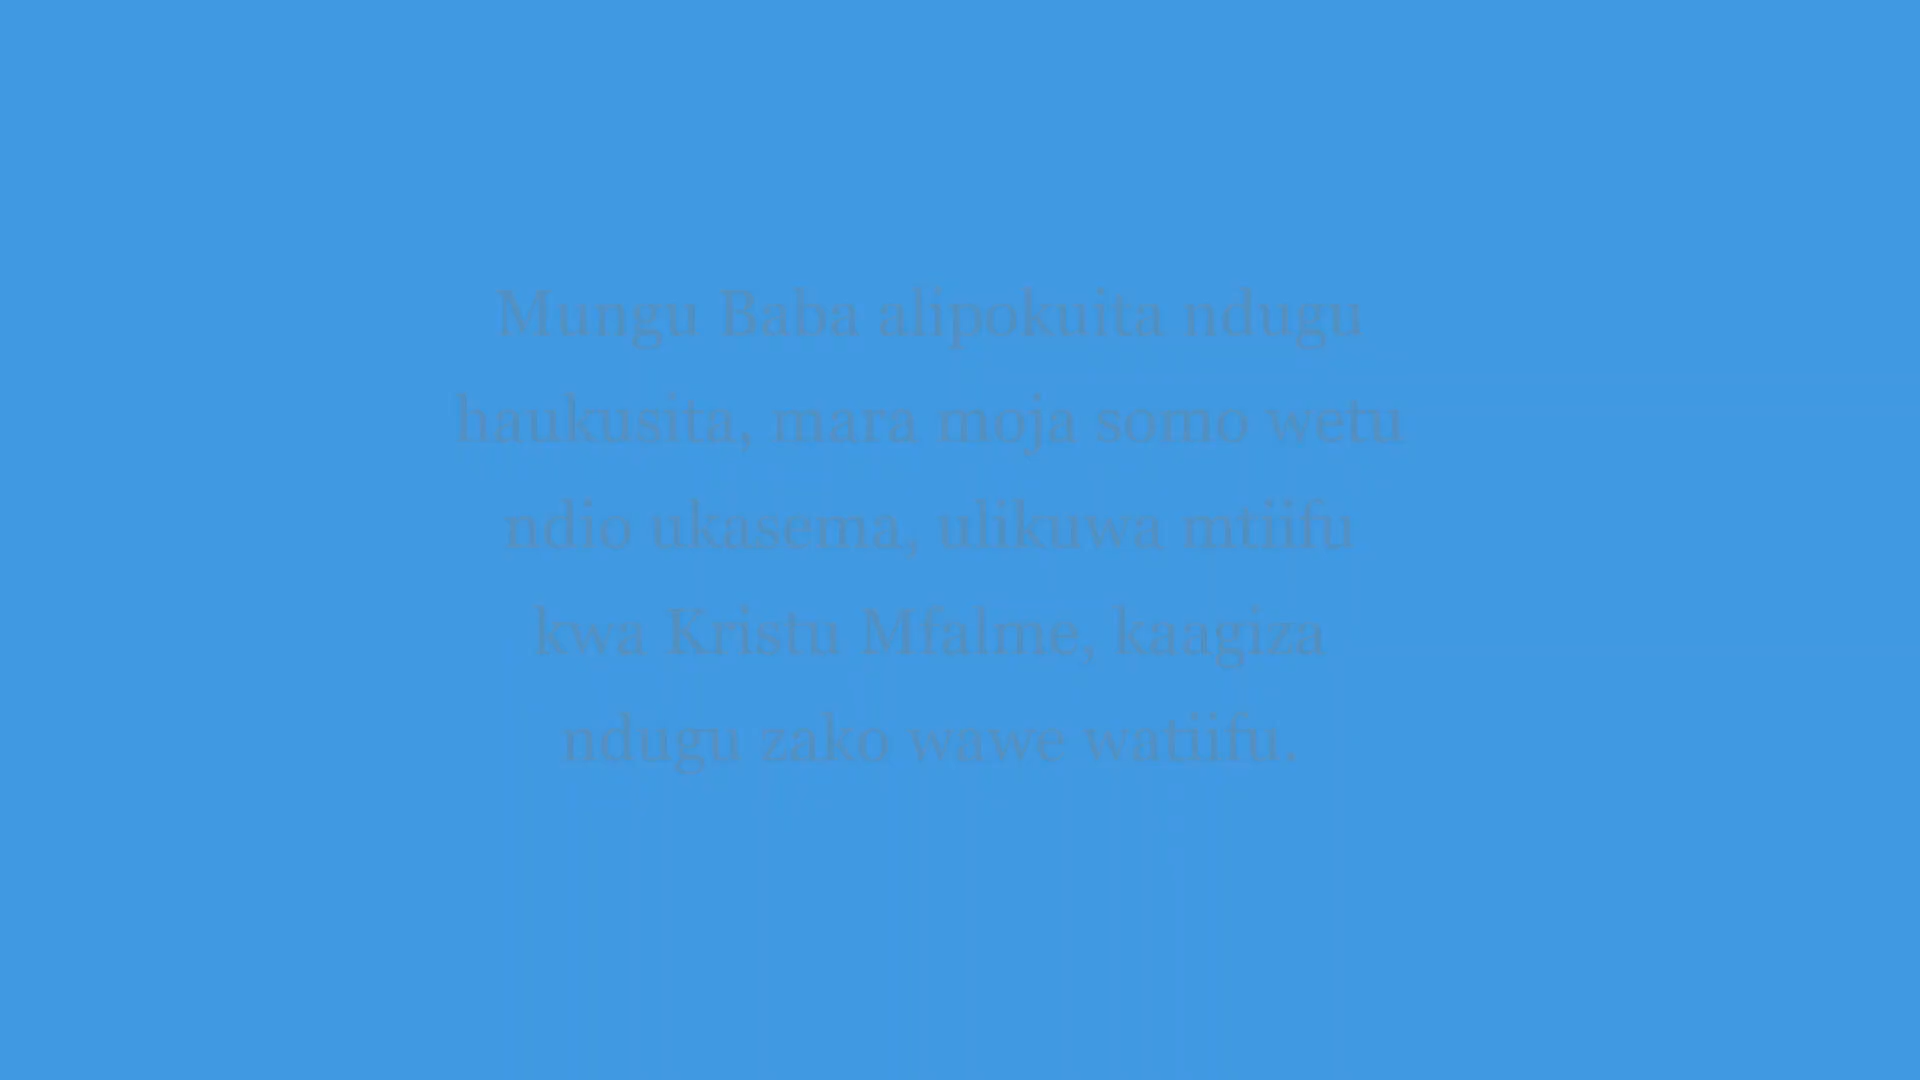 Mungu Baba alipokuita ndugu
haukusita, mara moja somo wetu
ndio ukasema, ulikuwa mtiifu
kwa Kristu Mfalme, kaagiza
ndugu zako wawe watiifu.